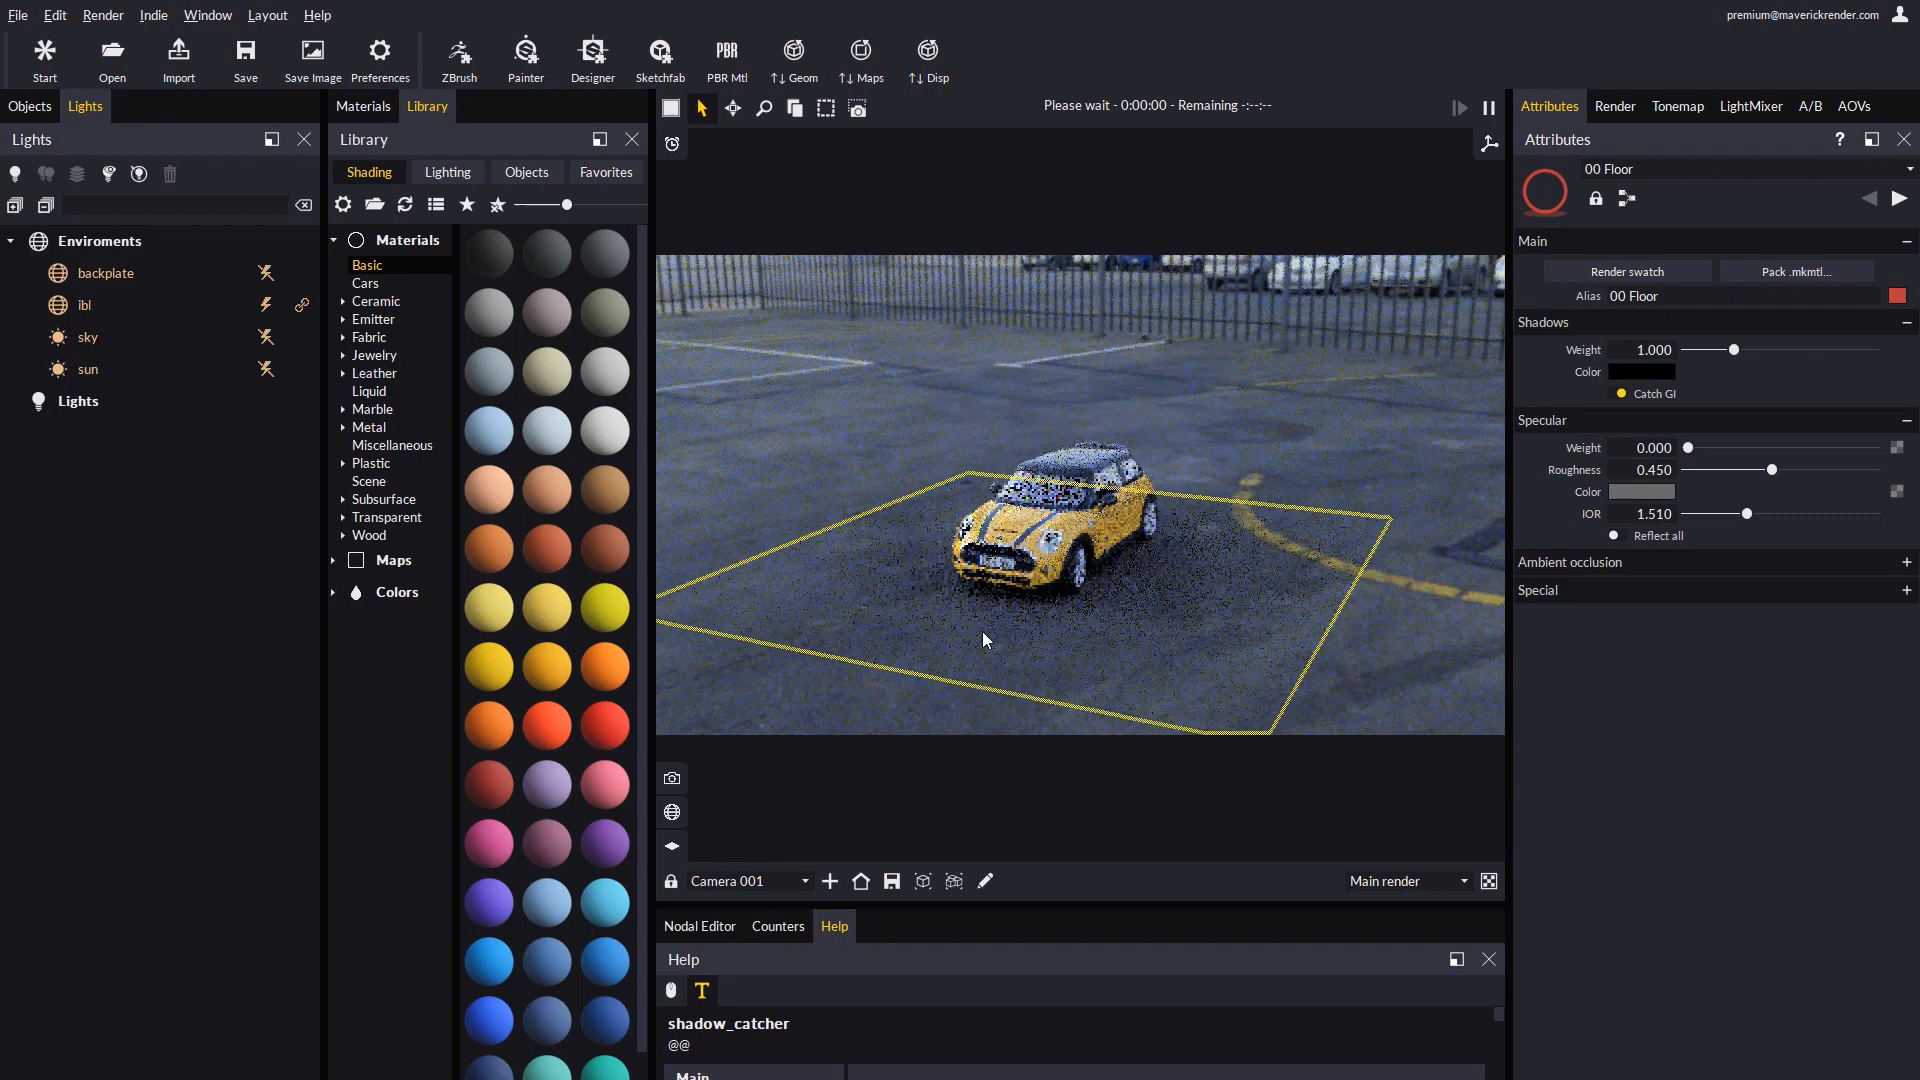 File Edit Render Indie Window Layout Help
premium@maverickrender.com
Start Open Import Save Save Image Preferences ZBrush Painter Designer Sketchfab PBR PBR Mtl ↑↓ Geom ↑↓ Maps ↑↓ Disp
Objects Lights
Lights
Enviroments
backplate
ibl
sky
sun
Lights
Materials Library
Library
Shading Lighting Objects Favorites
Materials
Basic
Cars
Ceramic
Emitter
Fabric
Jewelry
Leather
Liquid
Marble
Metal
Miscellaneous
Plastic
Scene
Subsurface
Transparent
Wood
Maps
Colors
Please wait - 0:00:00 - Remaining -:--:--
Camera 001
Main render
Nodal Editor Counters Help
Help
T
shadow_catcher
@@
Main
Attributes Render Tonemap LightMixer A/B AOVs
Attributes ?
00 Floor
Main
Render swatch Pack .mkmtl...
Alias 00 Floor
Shadows
Weight 1.000
Color
Catch GI
Specular
Weight 0.000
Roughness 0.450
Color
IOR 1.510
Reflect all
Ambient occlusion
Special